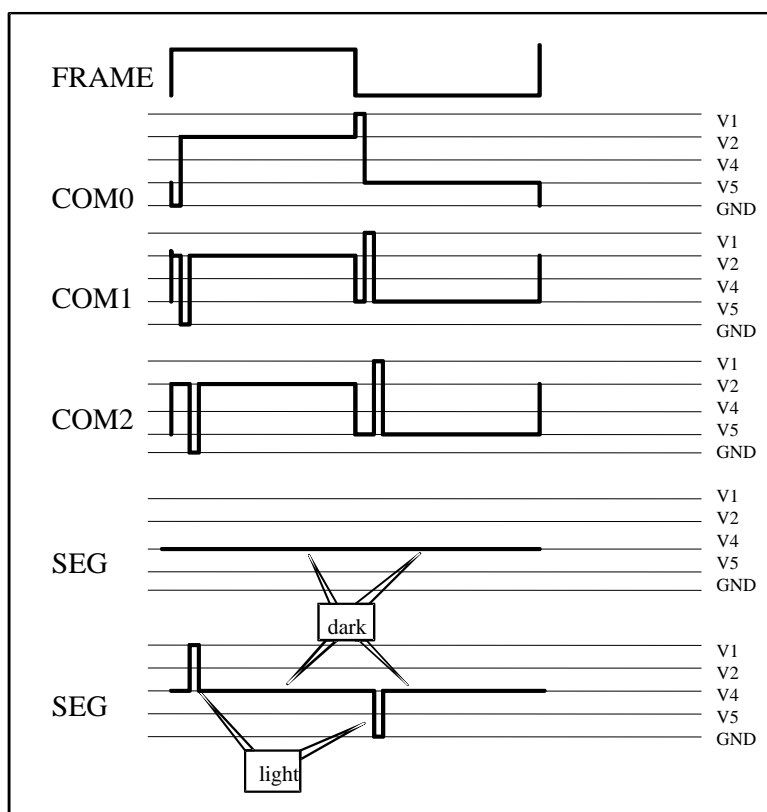 FRAME
V1
V2
V4
V5
COM0
GND
V1
V2
V4
COM1
V5
GND
V1
V2
V4
COM2
V5
GND
V1
V2
V4
SEG
V5
GND
dark
V1
V2
V4
SEG
V5
GND
light